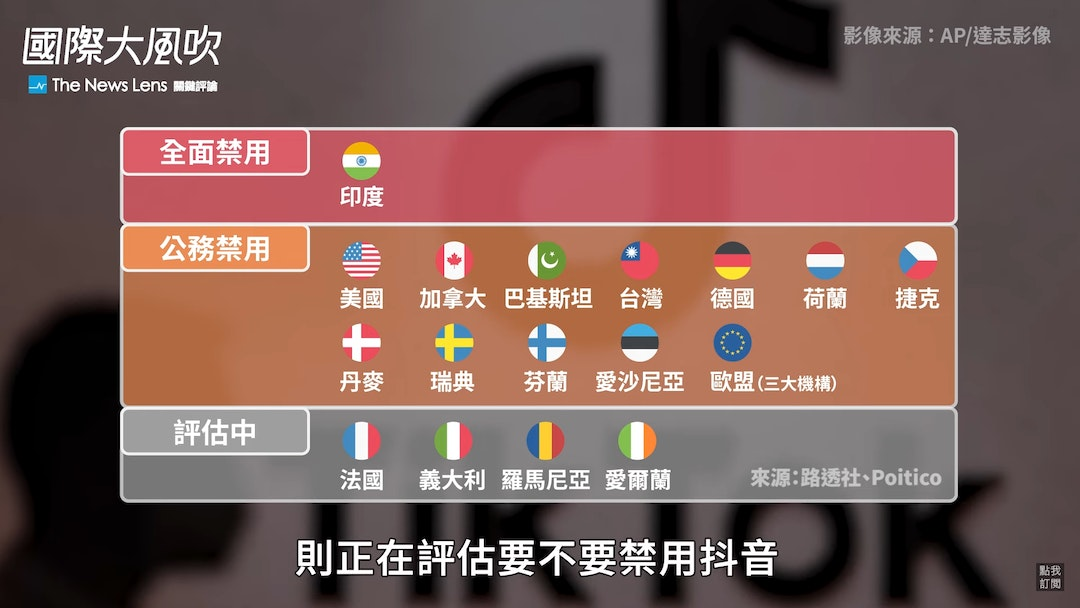 國際大風吹
The News Lens 關鍵評論
影像來源：AP/達志影像
全面禁用
印度
公務禁用
美國 加拿大 巴基斯坦 台灣 德國 荷蘭 捷克
丹麥 瑞典 芬蘭 愛沙尼亞 歐盟(三大機構)
評估中
法國 義大利 羅馬尼亞 愛爾蘭
來源:路透社、Poitico
TikTok
則正在評估要不要禁用抖音
點我
訂閱